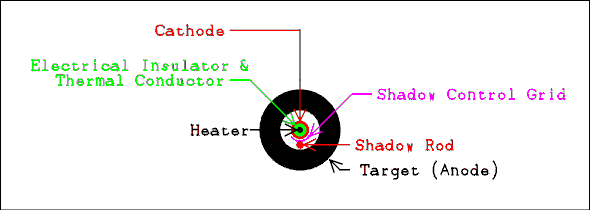 Cathode
Electrical Insulator &
Thermal Conductor
Shadow Control Grid
Heater
Shadow Rod
Target (Anode)